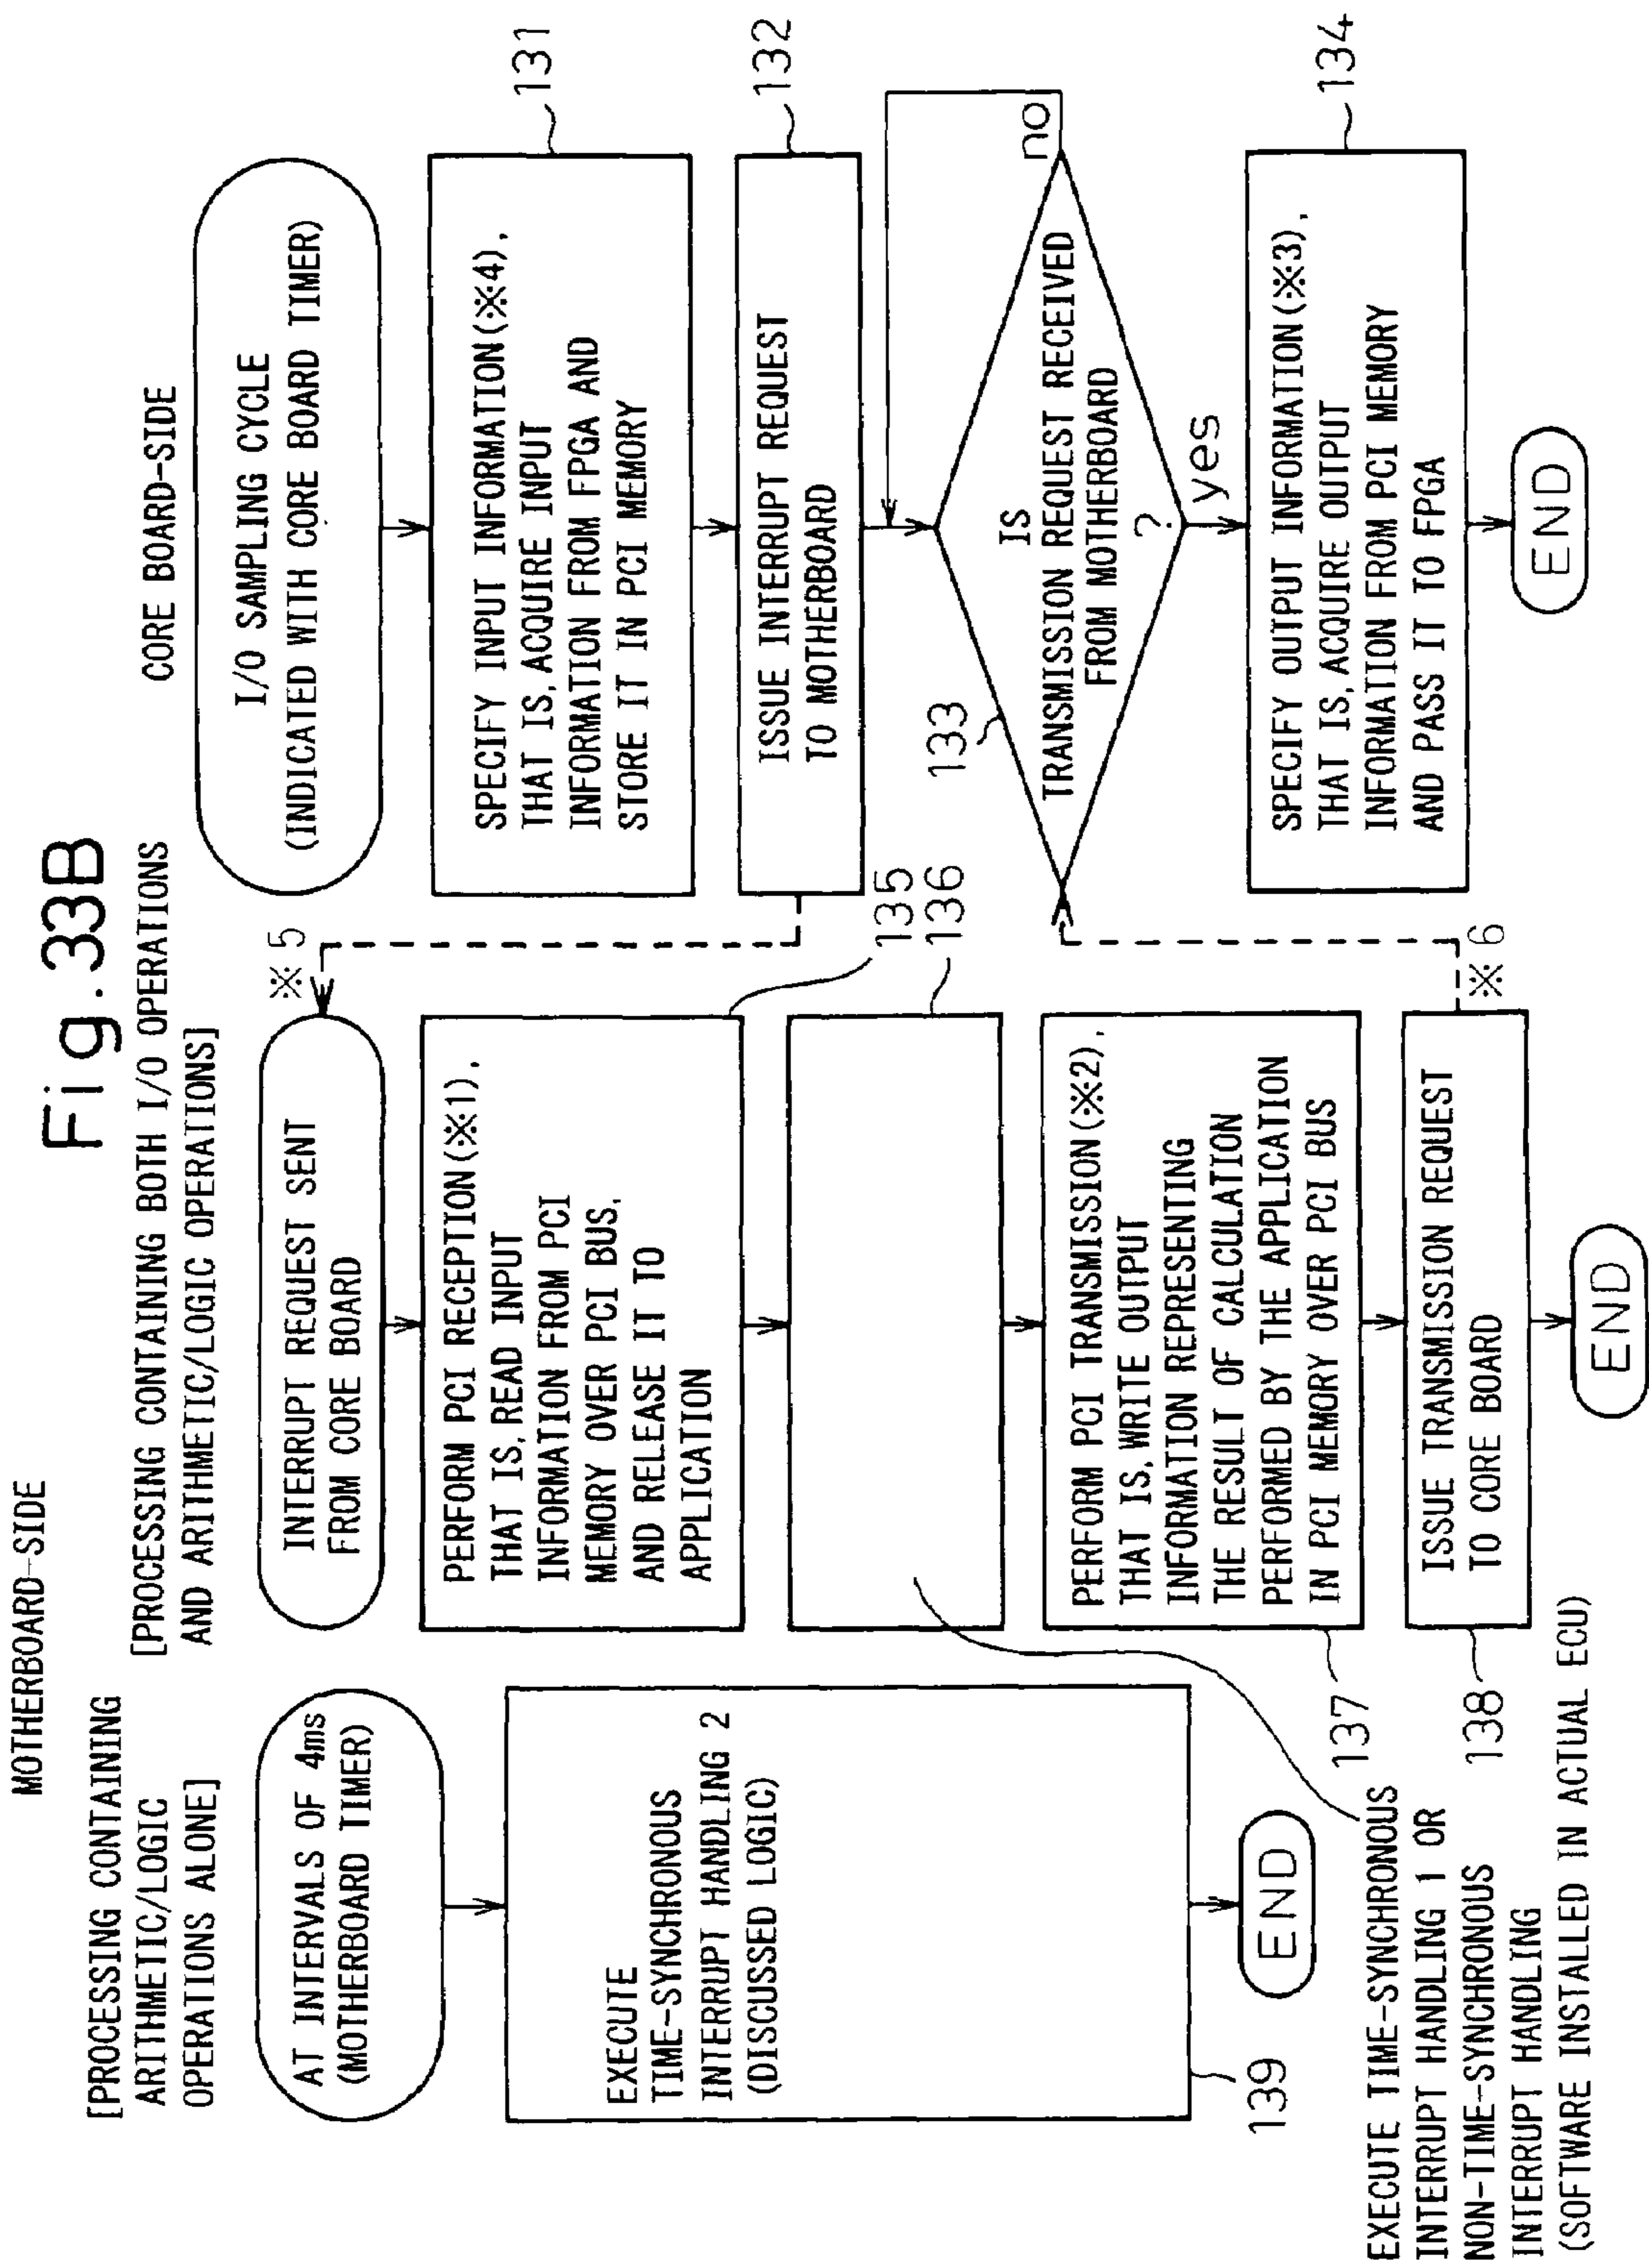 Fig.33B
MOTHERBOARD-SIDE
[PROCESSING CONTAINING
ARITHMETIC/LOGIC
OPERATIONS ALONE]
AT INTERVALS OF 4ms
(MOTHERBOARD TIMER)
EXECUTE
TIME-SYNCHRONOUS
INTERRUPT HANDLING 2
(DISCUSSED LOGIC)
139
END
[PROCESSING CONTAINING BOTH I/O OPERATIONS
AND ARITHMETIC/LOGIC OPERATIONS]
※5
INTERRUPT REQUEST SENT
FROM CORE BOARD
PERFORM PCI RECEPTION(※1),
THAT IS,READ INPUT
INFORMATION FROM PCI
MEMORY OVER PCI BUS,
AND RELEASE IT TO
APPLICATION
135
136
EXECUTE TIME-SYNCHRONOUS
INTERRUPT HANDLING 1 OR
NON-TIME-SYNCHRONOUS
INTERRUPT HANDLING
(SOFTWARE INSTALLED IN ACTUAL ECU)
PERFORM PCI TRANSMISSION(※2),
THAT IS,WRITE OUTPUT
INFORMATION REPRESENTING
THE RESULT OF CALCULATION
PERFORMED BY THE APPLICATION
IN PCI MEMORY OVER PCI BUS
137
ISSUE TRANSMISSION REQUEST
TO CORE BOARD
138
※6
END
CORE BOARD-SIDE
I/O SAMPLING CYCLE
(INDICATED WITH CORE BOARD TIMER)
SPECIFY INPUT INFORMATION(※4),
THAT IS,ACQUIRE INPUT
INFORMATION FROM FPGA AND
STORE IT IN PCI MEMORY
131
ISSUE INTERRUPT REQUEST
TO MOTHERBOARD
132
133
IS
TRANSMISSION REQUEST RECEIVED
FROM MOTHERBOARD
?
no
yes
SPECIFY OUTPUT INFORMATION(※3),
THAT IS,ACQUIRE OUTPUT
INFORMATION FROM PCI MEMORY
AND PASS IT TO FPGA
134
END